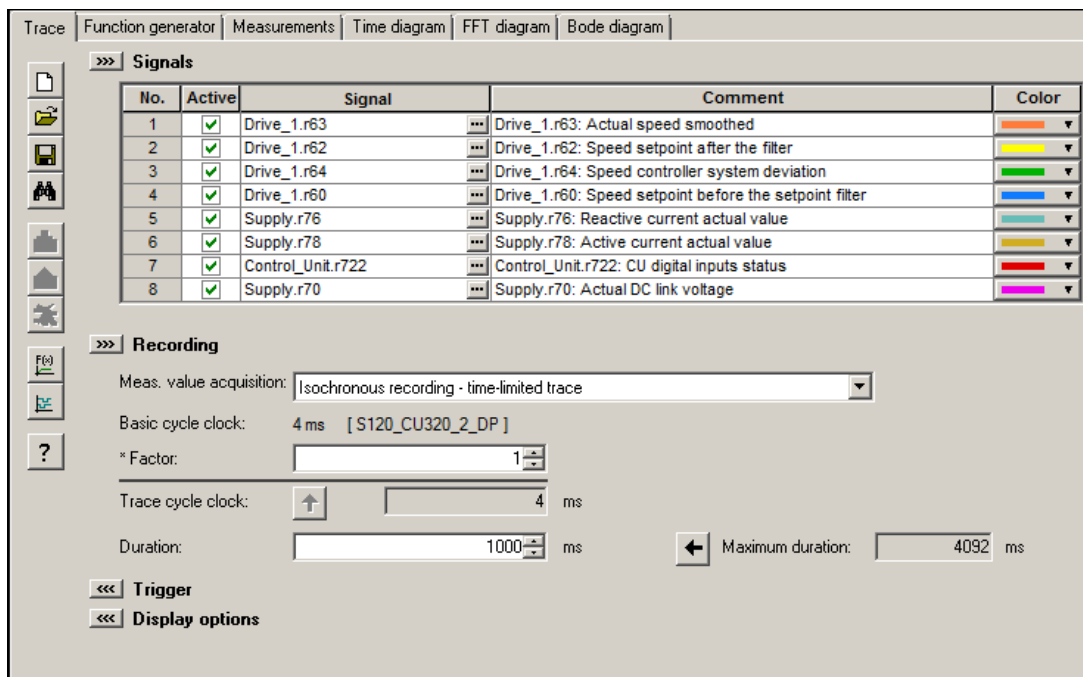 Trace Function generator Measurements Time diagram FFT diagram Bode diagram
>>> Signals
No. Active Signal Comment Color
1 Drive_1.r63 ... Drive_1.r63: Actual speed smoothed
2 Drive_1.r62 ... Drive_1.r62: Speed setpoint after the filter
3 Drive_1.r64 ... Drive_1.r64: Speed controller system deviation
4 Drive_1.r60 ... Drive_1.r60: Speed setpoint before the setpoint filter
5 Supply.r76 ... Supply.r76: Reactive current actual value
6 Supply.r78 ... Supply.r78: Active current actual value
7 Control_Unit.r722 ... Control_Unit.r722: CU digital inputs status
8 Supply.r70 ... Supply.r70: Actual DC link voltage
>>> Recording
F(x)
Meas. value acquisition: Isochronous recording - time-limited trace
Basic cycle clock: 4 ms [ S120_CU320_2_DP ]
?
* Factor: 1
Trace cycle clock: 4 ms
Duration: 1000 ms Maximum duration: 4092 ms
<<< Trigger
<<< Display options